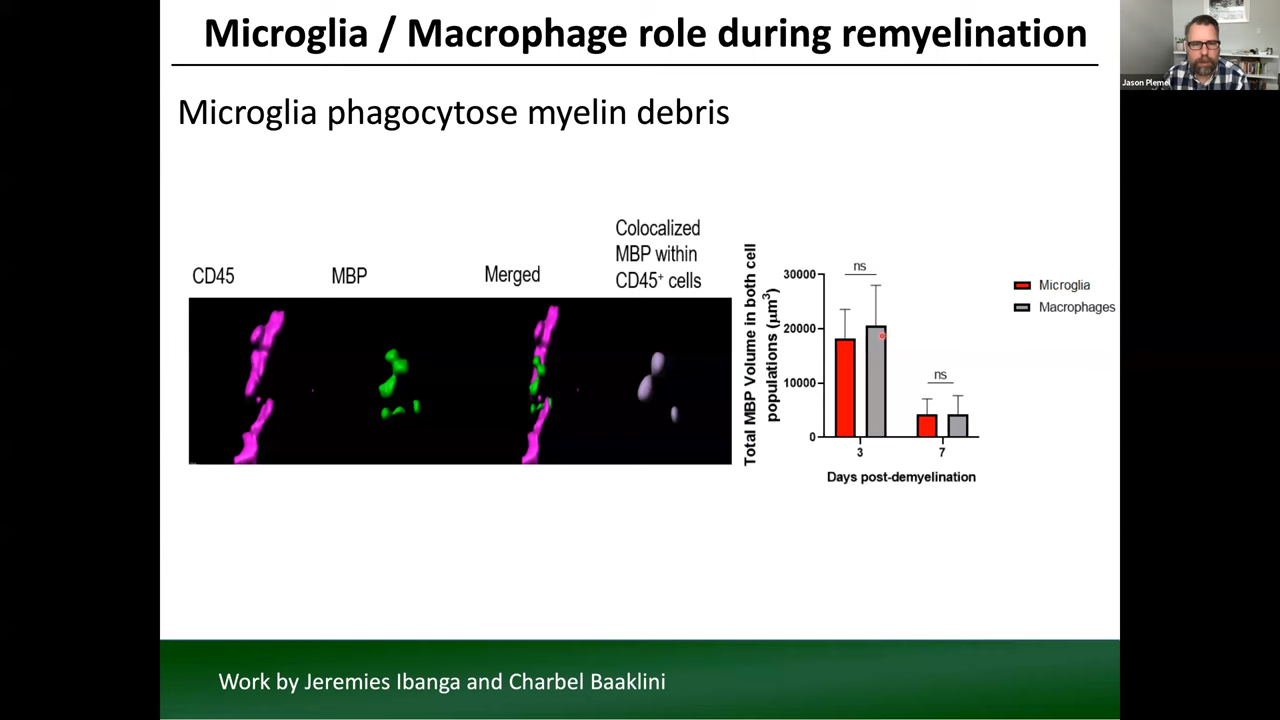 Microglia / Macrophage role during remyelination
Jason Plemel
Microglia phagocytose myelin debris
CD45
MBP
Merged
Colocalized
MBP within
CD45⁺ cells
Total MBP Volume in both cell
populations (μm³)
30000
20000
10000
0
ns
ns
3
7
Days post-demyelination
Microglia
Macrophages
Work by Jeremies Ibanga and Charbel Baaklini